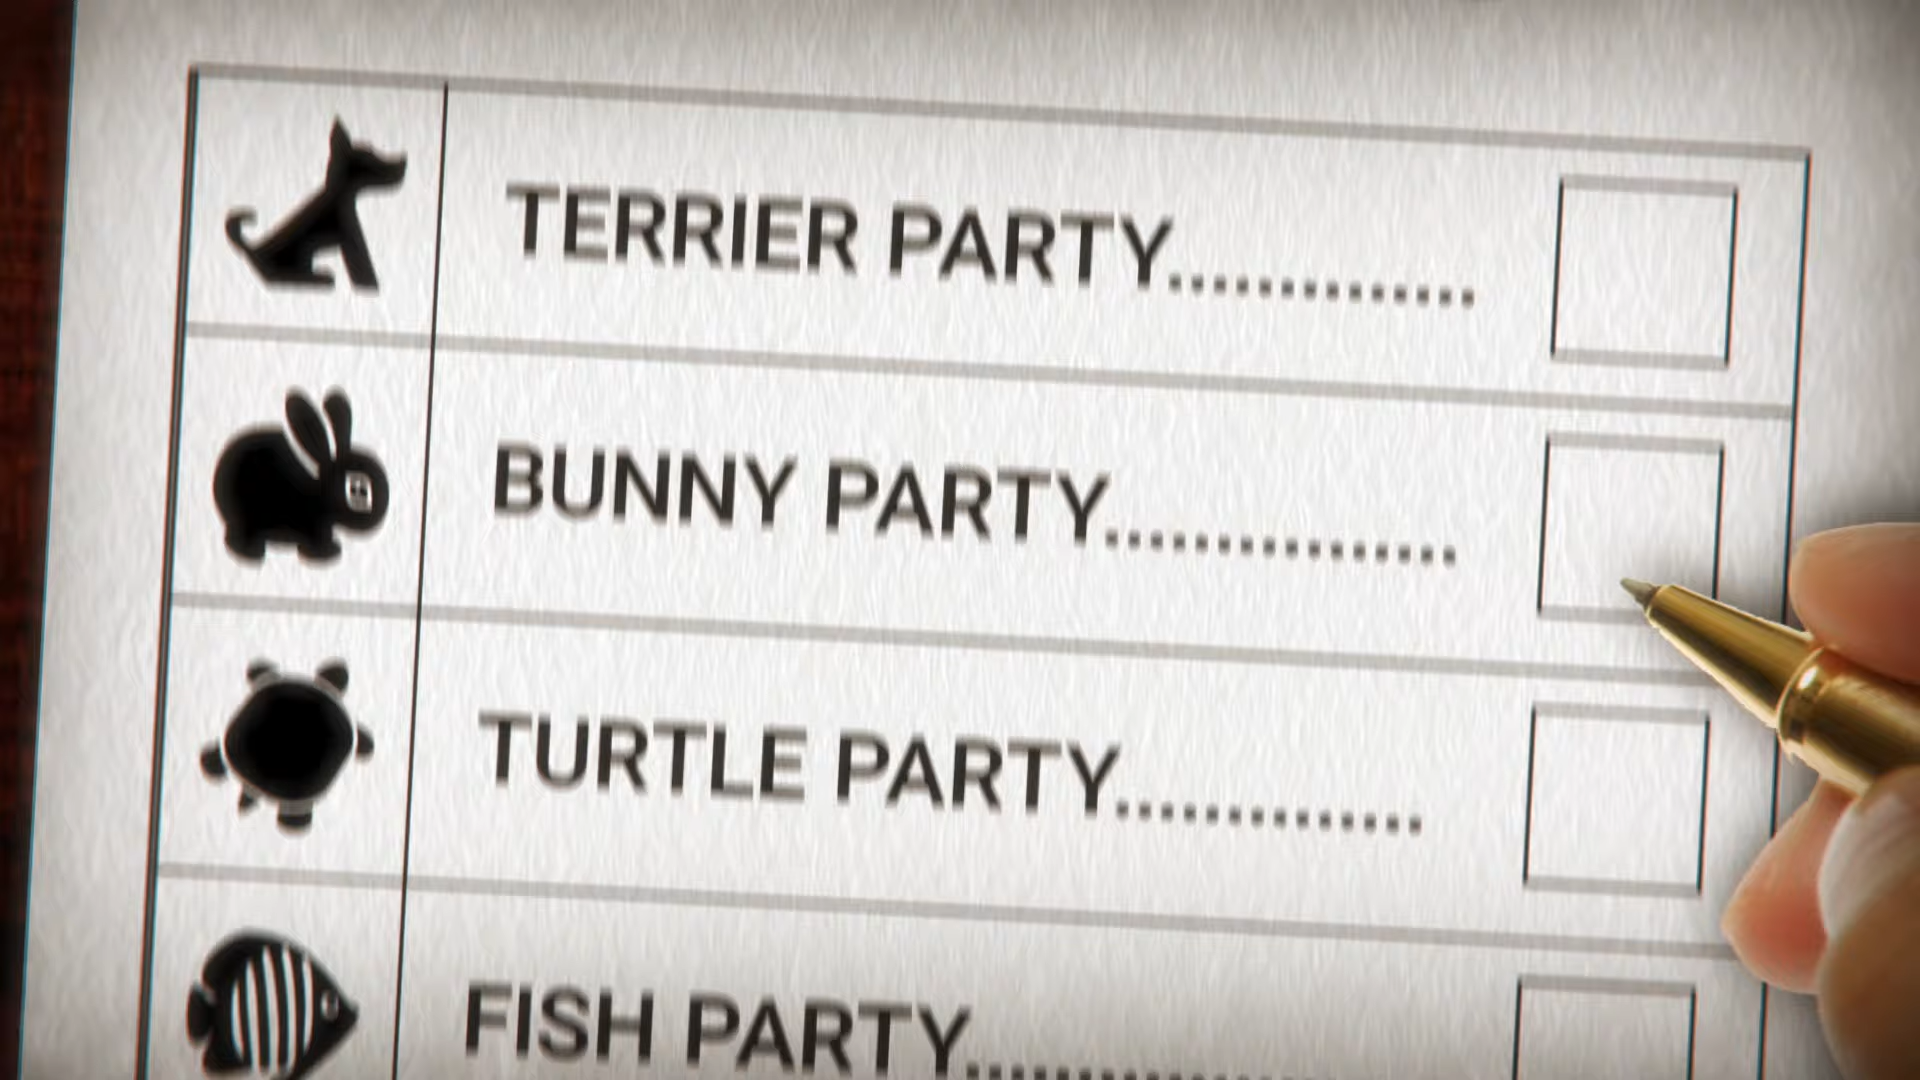 TERRIER PARTY..............
BUNNY PARTY................
TURTLE PARTY..............
FISH PARTY................